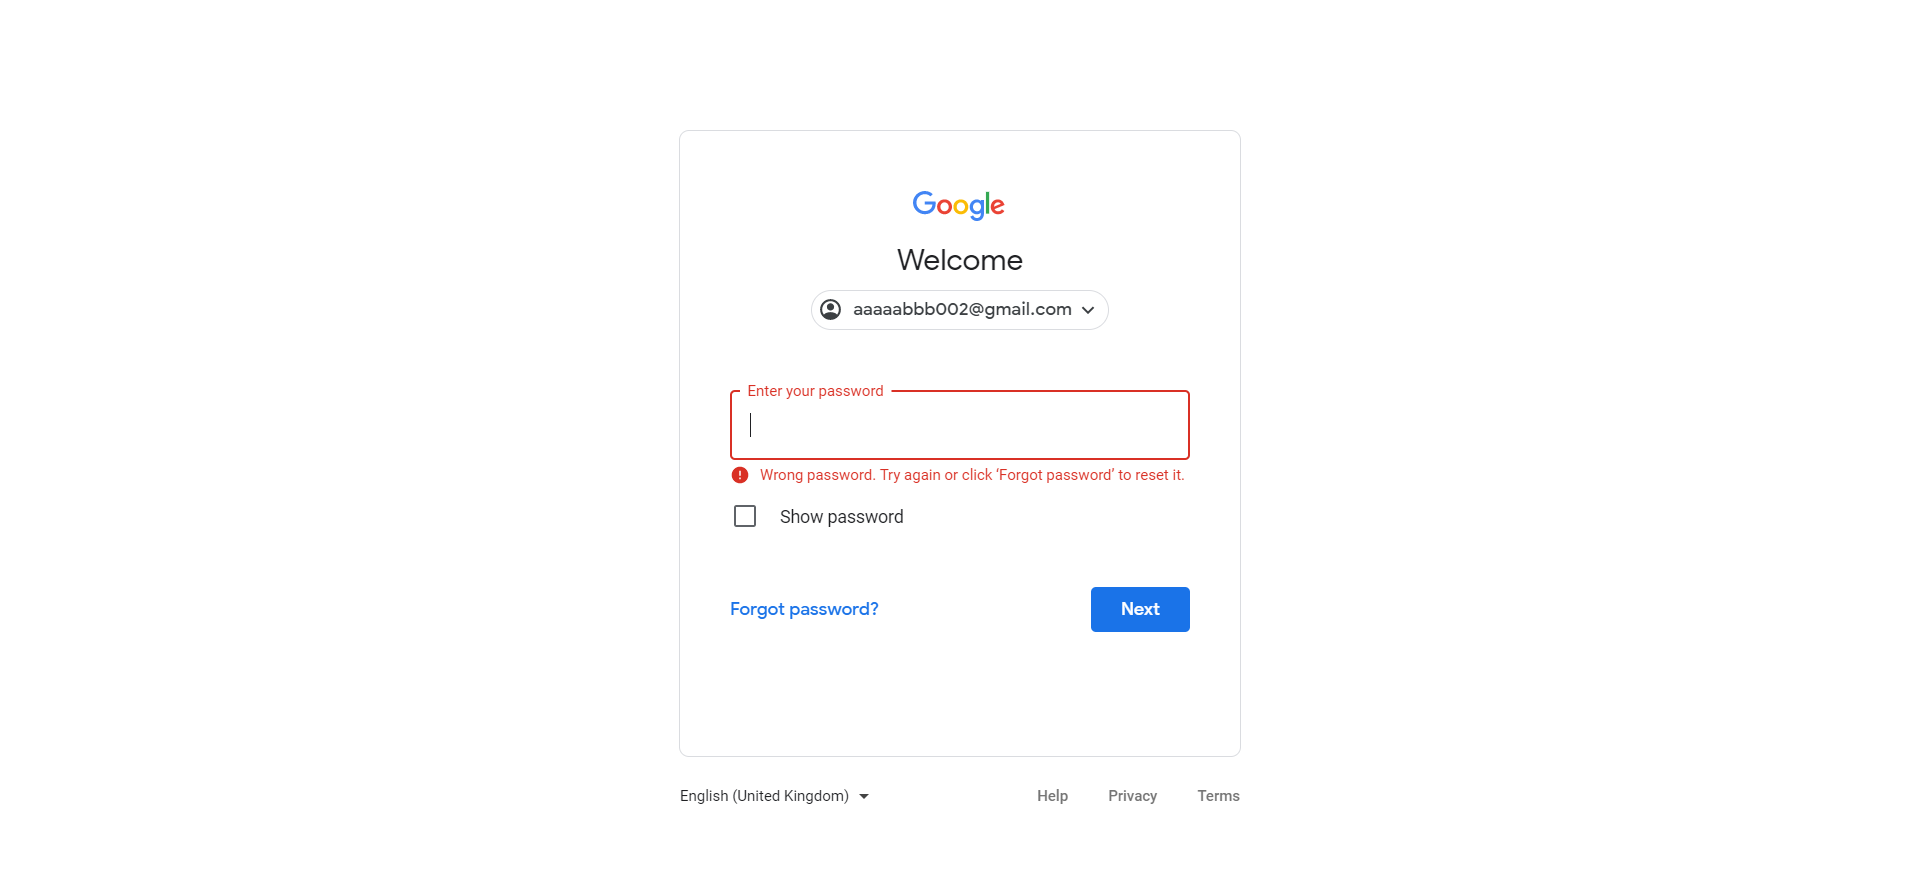 Google
Welcome
aaaaabbb002@gmail.com
Enter your password
Wrong password. Try again or click ‘Forgot password’ to reset it.
Show password
Forgot password?
Next
English (United Kingdom)
Help
Privacy
Terms